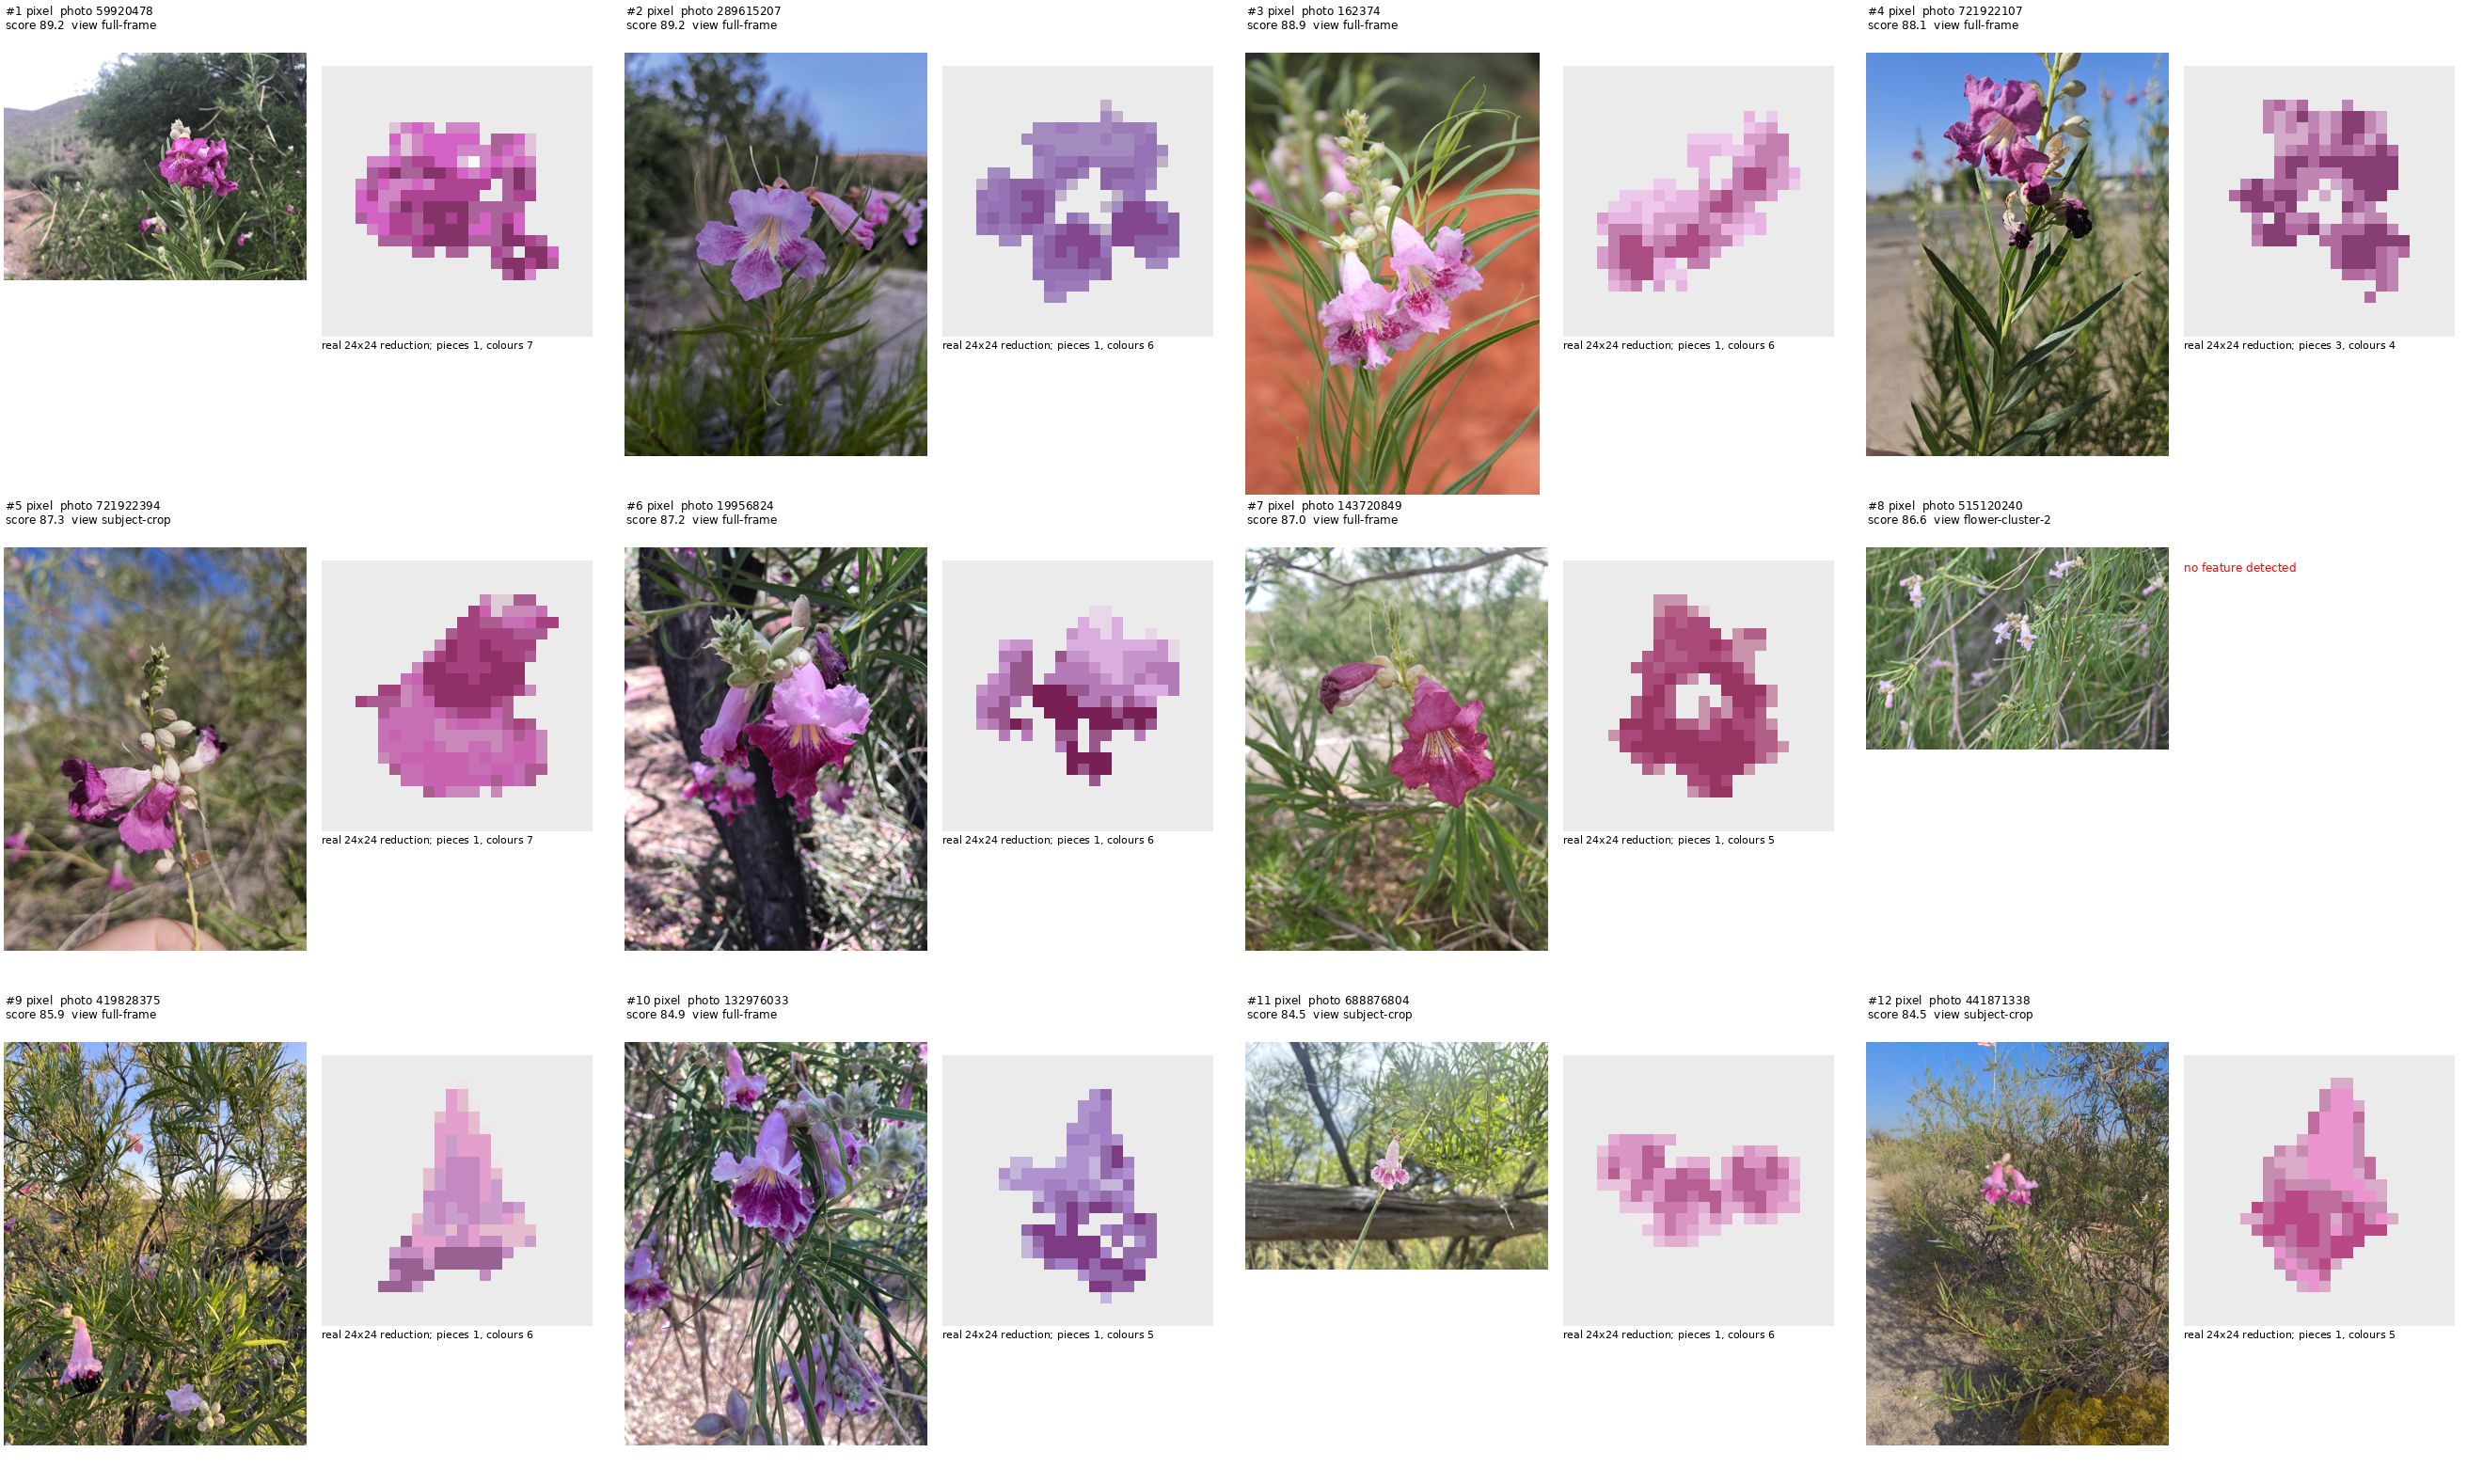 #1 pixel  photo 59920478
score 89.2  view full-frame
real 24x24 reduction; pieces 1, colours 7
#2 pixel  photo 289615207
score 89.2  view full-frame
real 24x24 reduction; pieces 1, colours 6
#3 pixel  photo 162374
score 88.9  view full-frame
real 24x24 reduction; pieces 1, colours 6
#4 pixel  photo 721922107
score 88.1  view full-frame
real 24x24 reduction; pieces 3, colours 4
#5 pixel  photo 721922394
score 87.3  view subject-crop
real 24x24 reduction; pieces 1, colours 7
#6 pixel  photo 19956824
score 87.2  view full-frame
real 24x24 reduction; pieces 1, colours 6
#7 pixel  photo 143720849
score 87.0  view full-frame
real 24x24 reduction; pieces 1, colours 5
#8 pixel  photo 515120240
score 86.6  view flower-cluster-2
no feature detected
#9 pixel  photo 419828375
score 85.9  view full-frame
real 24x24 reduction; pieces 1, colours 6
#10 pixel  photo 132976033
score 84.9  view full-frame
real 24x24 reduction; pieces 1, colours 5
#11 pixel  photo 688876804
score 84.5  view subject-crop
real 24x24 reduction; pieces 1, colours 6
#12 pixel  photo 441871338
score 84.5  view subject-crop
real 24x24 reduction; pieces 1, colours 5